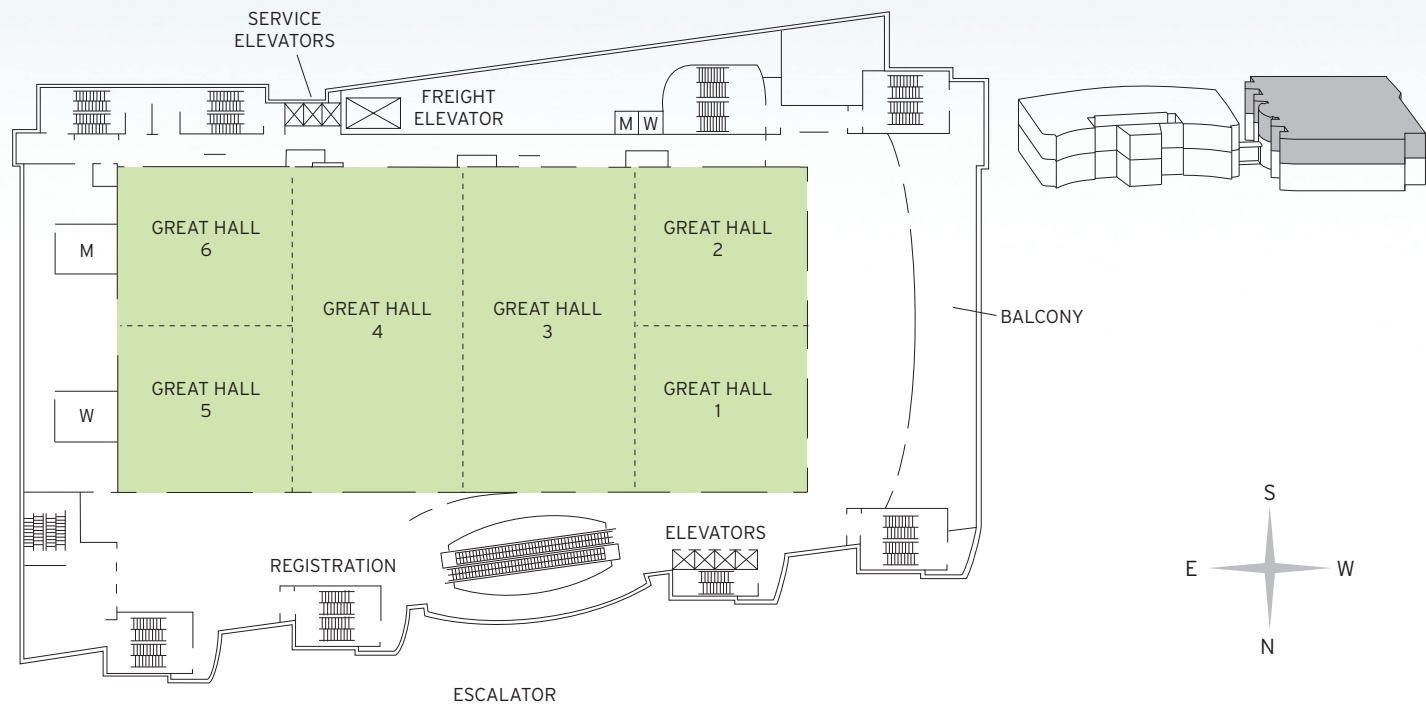 SERVICE
ELEVATORS
FREIGHT
ELEVATOR
M W
GREAT HALL
6
GREAT HALL
2
M
GREAT HALL
4
GREAT HALL
3
BALCONY
GREAT HALL
5
GREAT HALL
1
W
REGISTRATION
ELEVATORS
ESCALATOR
S
E W
N